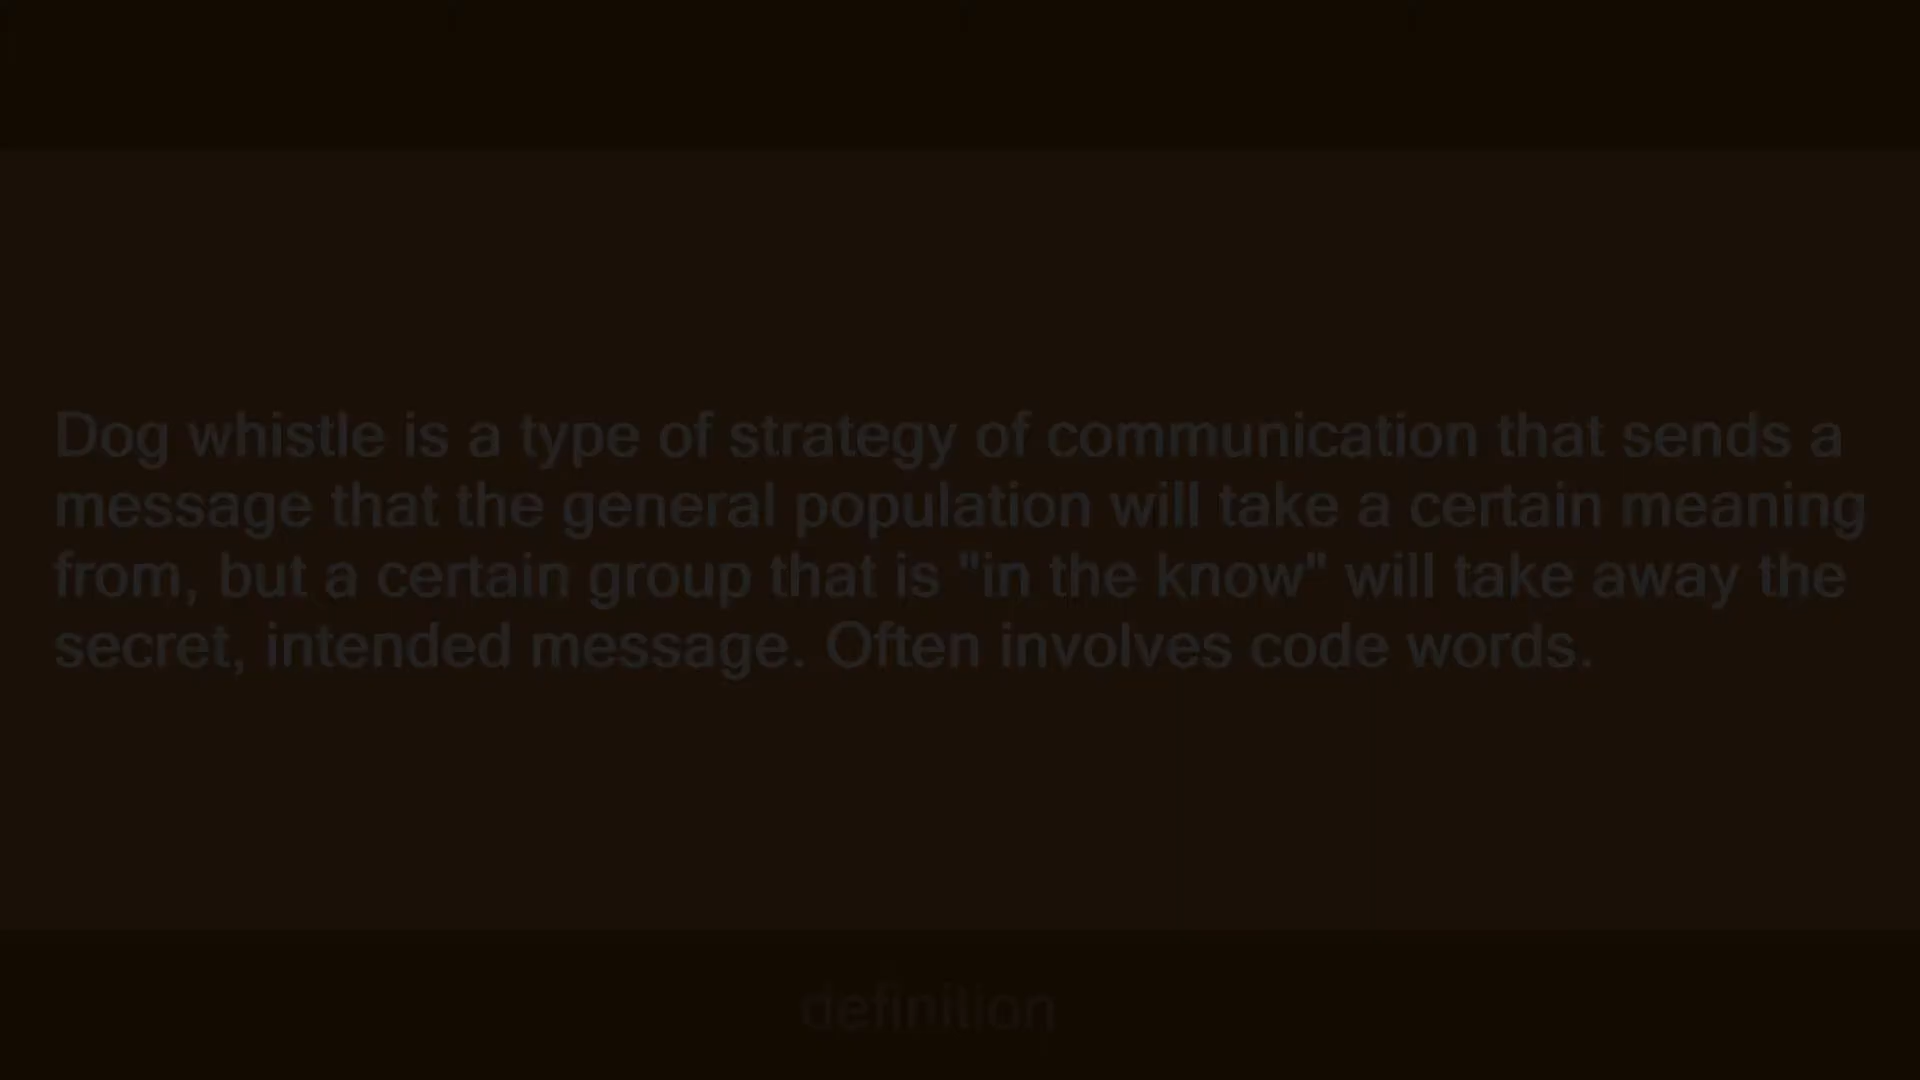 Dog whistle is a type of strategy of communication that sends a
message that the general population will take a certain meaning
from, but a certain group that is "in the know" will take away the
secret, intended message. Often involves code words.
definition